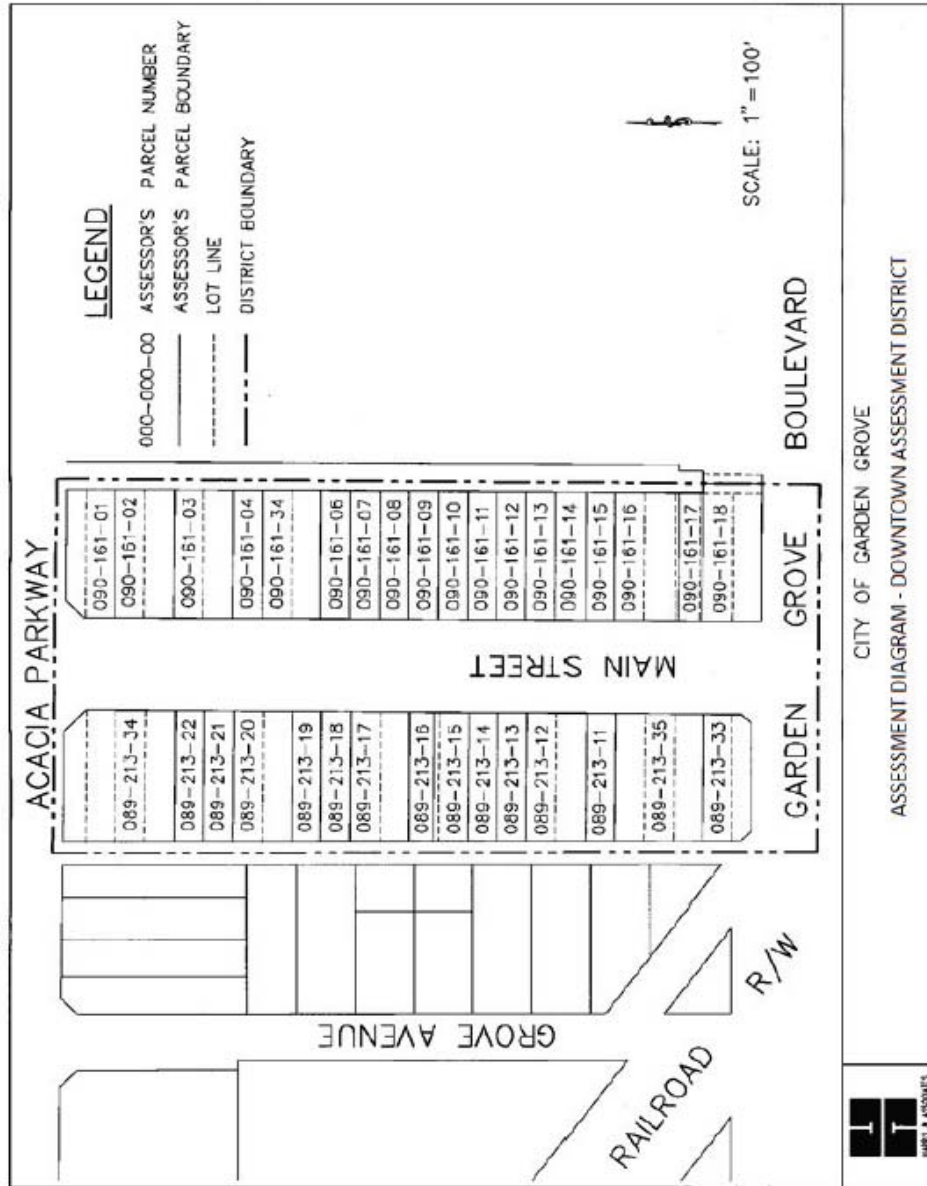 LEGEND
000-000-00 ASSESSOR'S PARCEL NUMBER
ASSESSOR'S PARCEL BOUNDARY
LOT LINE
DISTRICT BOUNDARY
SCALE: 1"=100'
ACACIA PARKWAY
090-161-01
090-161-02
090-161-03
090-161-04
090-161-34
090-161-06
090-161-07
090-161-08
090-161-09
090-161-10
090-161-11
090-161-12
090-161-13
090-161-14
090-161-15
090-161-16
090-161-17
090-161-18
MAIN STREET
089-213-34
089-213-22
089-213-21
089-213-20
089-213-19
089-213-18
089-213-17
089-213-16
089-213-15
089-213-14
089-213-13
089-213-12
089-213-11
089-213-35
089-213-33
GARDEN GROVE BOULEVARD
GROVE AVENUE
RAILROAD R/W
CITY OF GARDEN GROVE
ASSESSMENT DIAGRAM - DOWNTOWN ASSESSMENT DISTRICT
HARRIS & ASSOCIATES